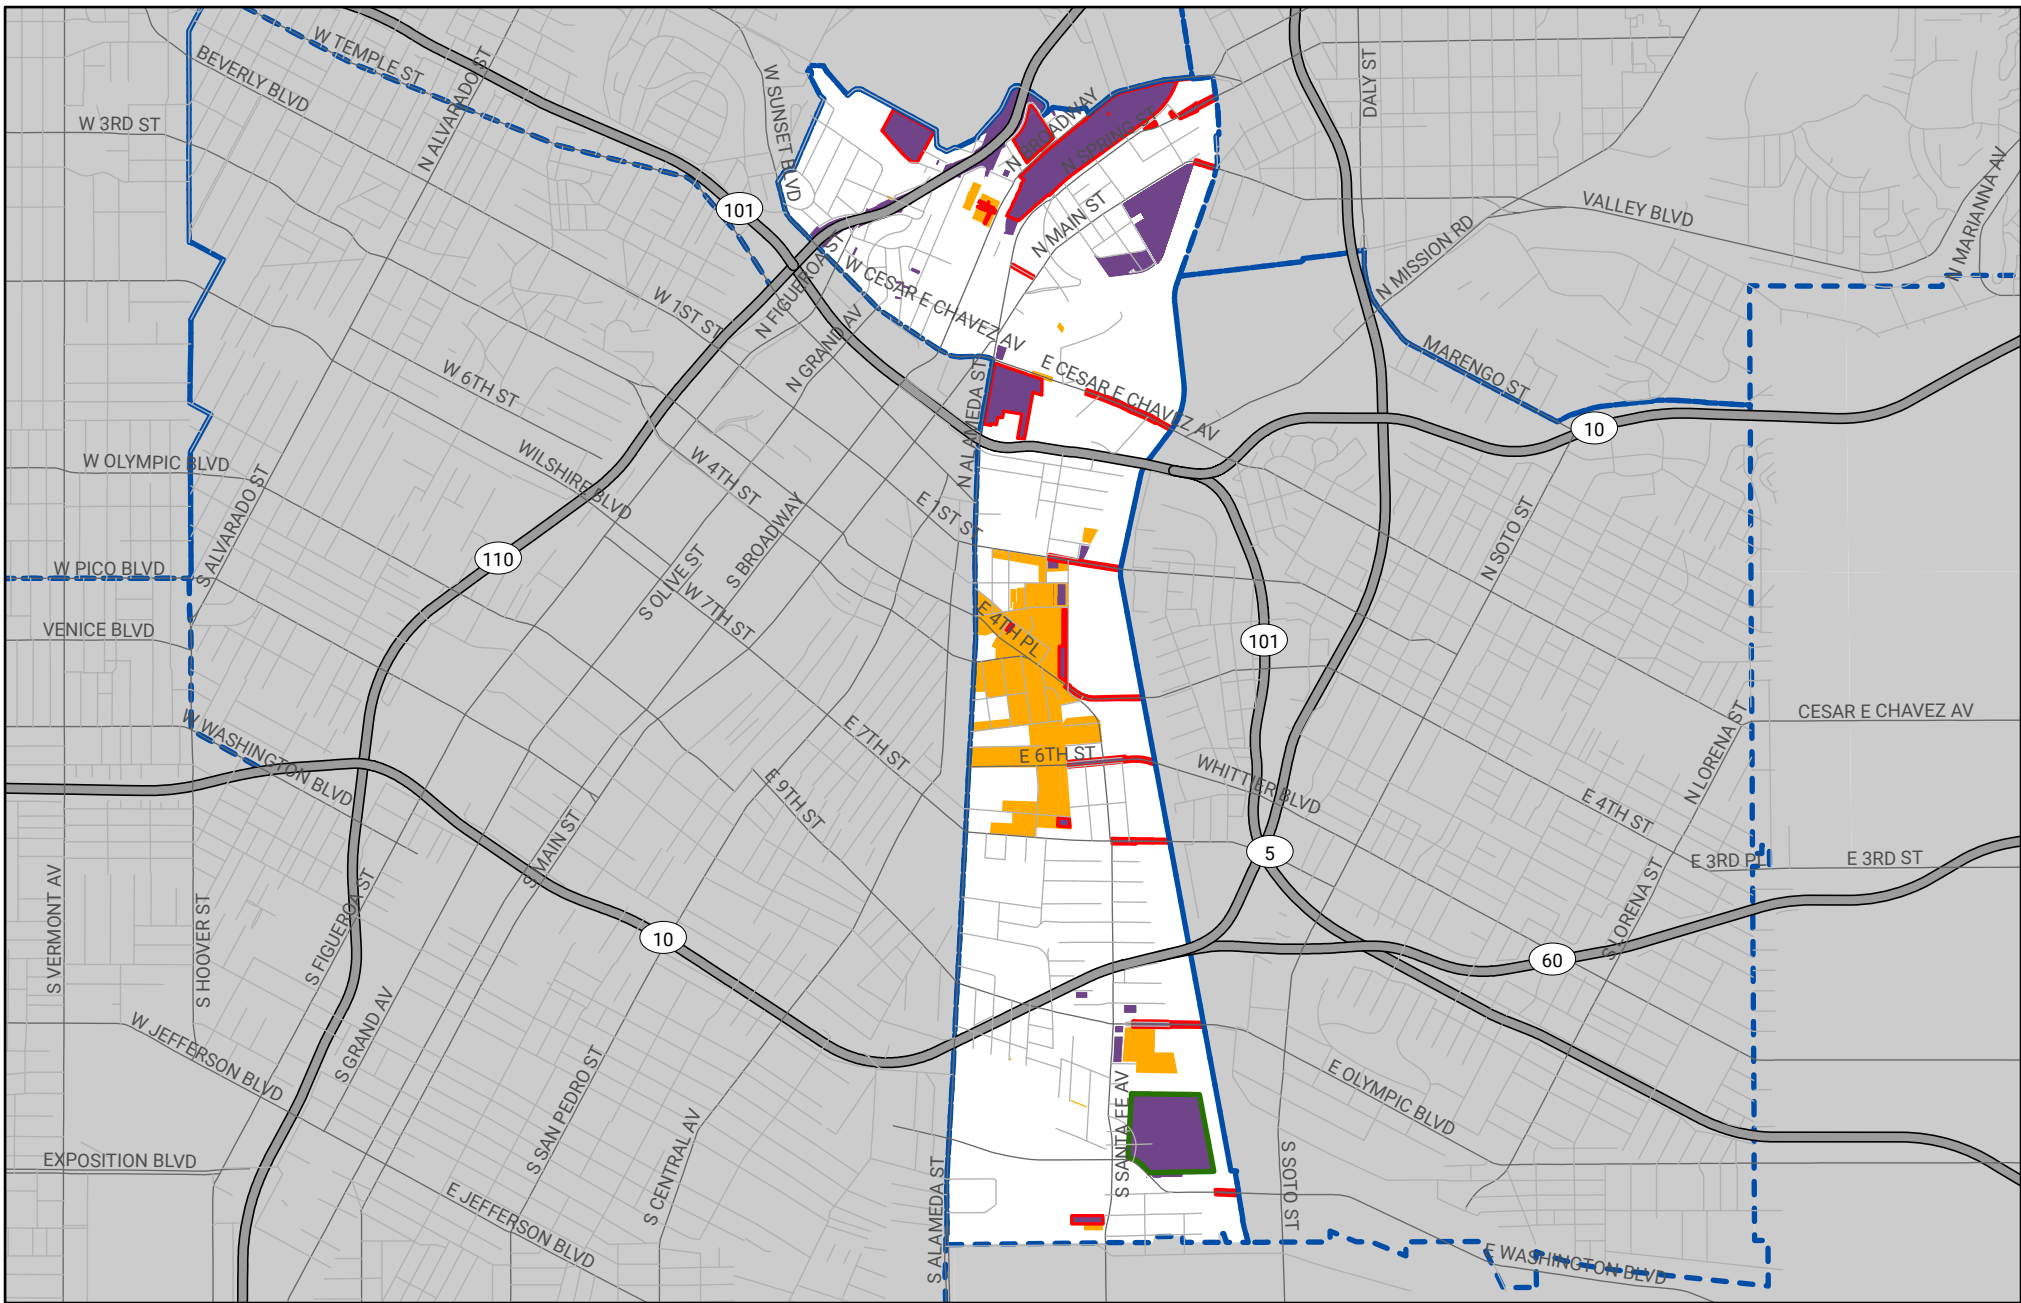 W TEMPLE ST
BEVERLY BLVD
N ALVARADO ST
W SUNSET BLVD
DALY ST
W 3RD ST
N BROADWAY
N SPRING ST
N MAIN ST
101
VALLEY BLVD
N MARIANNA AV
N MISSION RD
N FIGUEROA ST
W CESAR E CHAVEZ AV
W 1ST ST
N GRAND AV
MARENGO ST
W 6TH ST
E CESAR E CHAVEZ AV
N ALAMEDA ST
10
W OLYMPIC BLVD
WILSHIRE BLVD
W 4TH ST
S ALVARADO ST
S BROADWAY
E 1ST ST
N SOTO ST
110
W PICO BLVD
S OLIVE ST
W 7TH ST
E 4TH PL
VENICE BLVD
101
W WASHINGTON BLVD
E 7TH ST
E 6TH ST
CESAR E CHAVEZ AV
N LORENA ST
WHITTIER BLVD
E 9TH ST
E 4TH ST
S MAIN ST
5
E 3RD PL
E 3RD ST
S VERMONT AV
S HOOVER ST
S FIGUEROA ST
10
S LORENA ST
60
S GRAND AV
W JEFFERSON BLVD
S SAN PEDRO ST
S CENTRAL AV
E OLYMPIC BLVD
S SANTA FE AV
EXPOSITION BLVD
S ALAMEDA ST
S SOTO ST
E JEFFERSON BLVD
E WASHINGTON BLVD